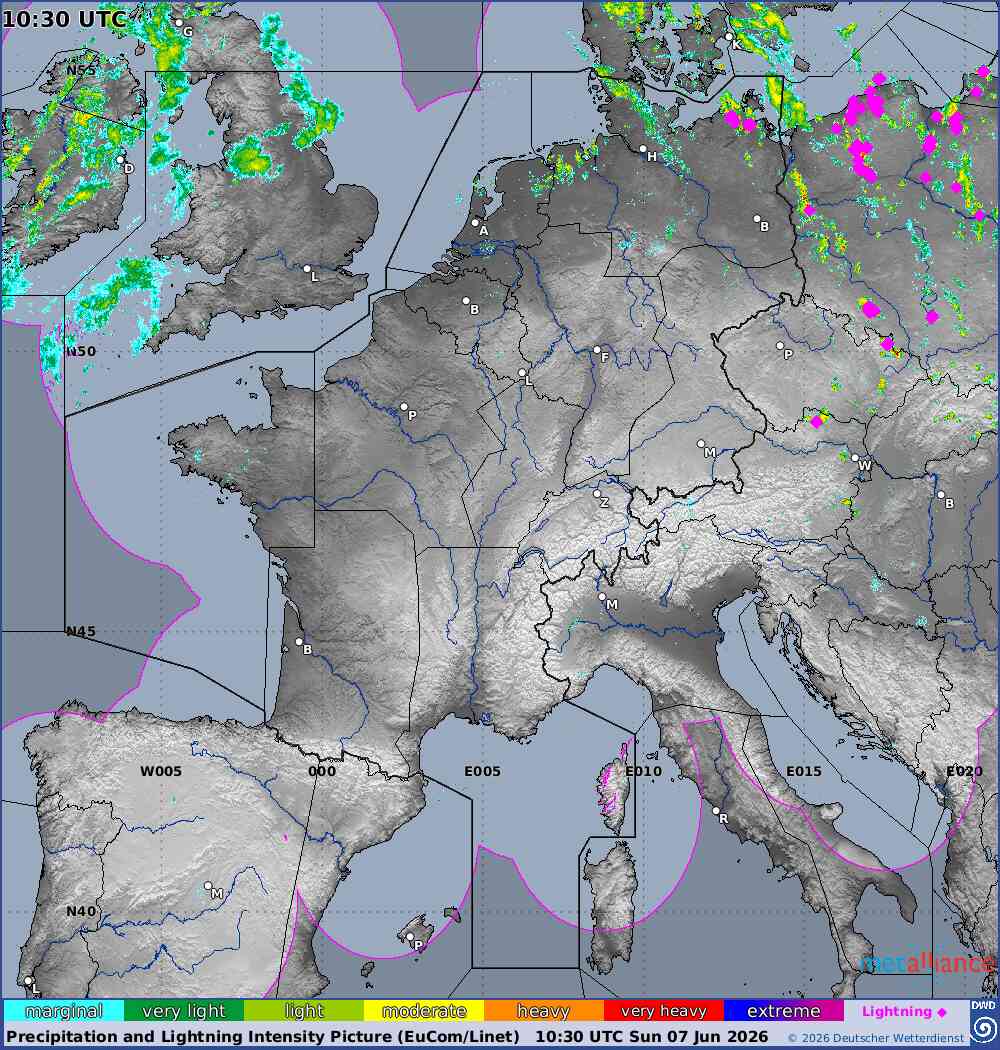 10:30 UTC
G
K
N55
D
H
A
B
L
B
N50
F
P
L
P
M
W
Z
B
M
N45
B
W005
000
E005
E010
E015
E020
R
M
N40
P
L
metalliance
marginal very light light moderate heavy very heavy extreme Lightning DWD
Precipitation and Lightning Intensity Picture (EuCom/Linet) 10:30 UTC Sun 07 Jun 2026 © 2026 Deutscher Wetterdienst